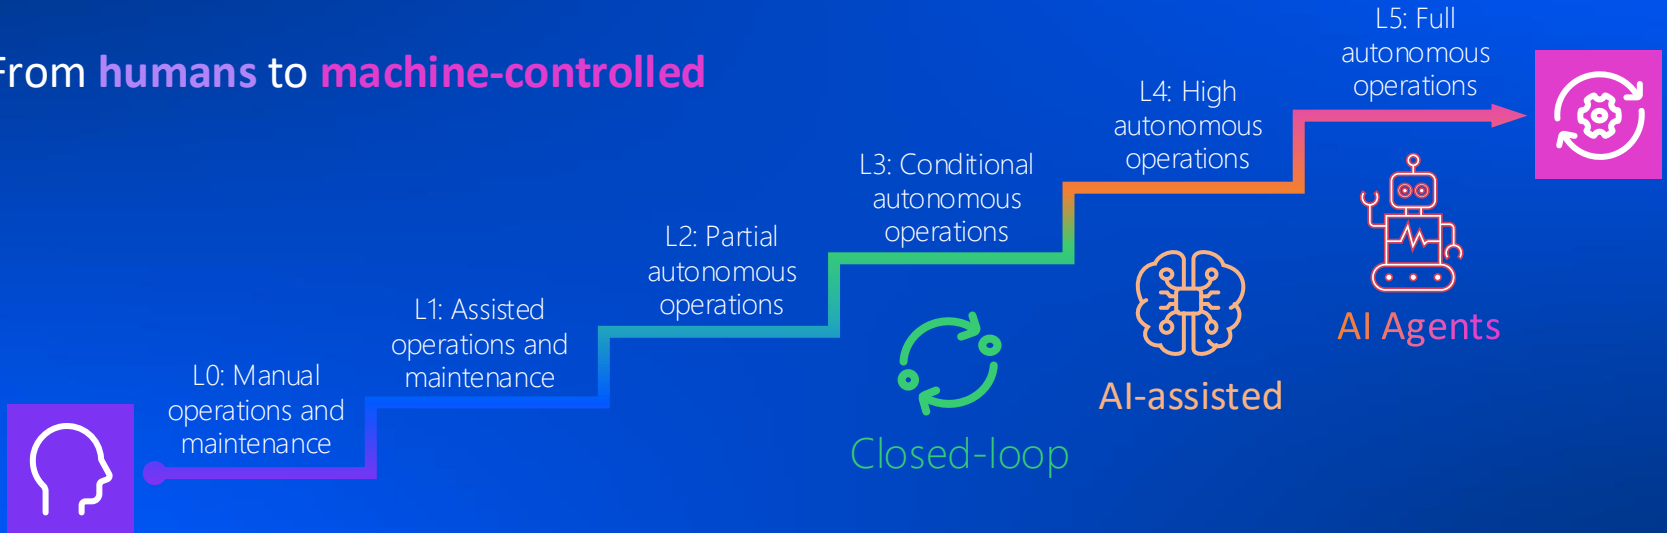 From humans to machine-controlled
L0: Manual
operations and
maintenance
L1: Assisted
operations and
maintenance
L2: Partial
autonomous
operations
L3: Conditional
autonomous
operations
L4: High
autonomous
operations
L5: Full
autonomous
operations
Closed-loop
AI-assisted
AI Agents